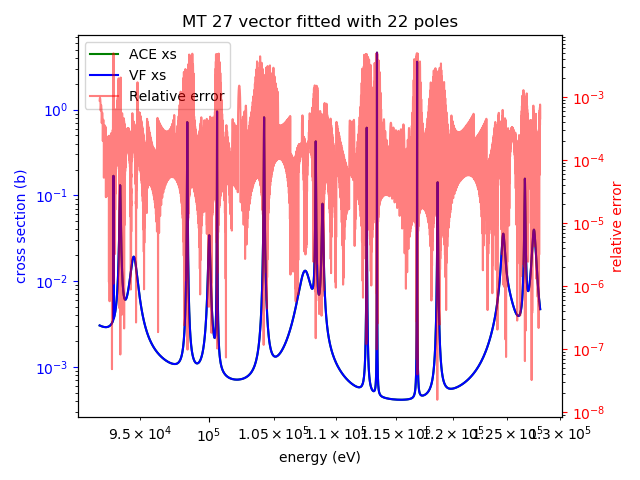 MT 27 vector fitted with 22 poles
ACE xs
VF xs
Relative error
cross section (b)
10⁰
10⁻¹
10⁻²
10⁻³
relative error
10⁻³
10⁻⁴
10⁻⁵
10⁻⁶
10⁻⁷
10⁻⁸
9.5 × 10⁴ 10⁵ 1.05 × 10⁵ 1.1 × 10⁵ 1.15 × 10⁵ 1.2 × 10⁵ 1.25 × 10⁵ 1.3 × 10⁵
energy (eV)